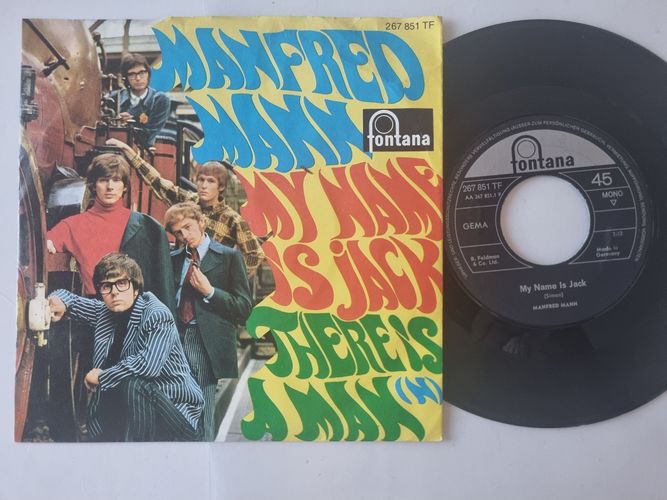 267 851 TF
MANFRED
MANN
fontana
MY NAME
IS JACK
THERE IS
A MAN (N)
fontana
267 851 TF
AA 267 851.1 F
45
MONO
GEMA
B. Feldman
& Co. Ltd.
Made in
Germany
My Name Is Jack
(Simon)
MANFRED MANN